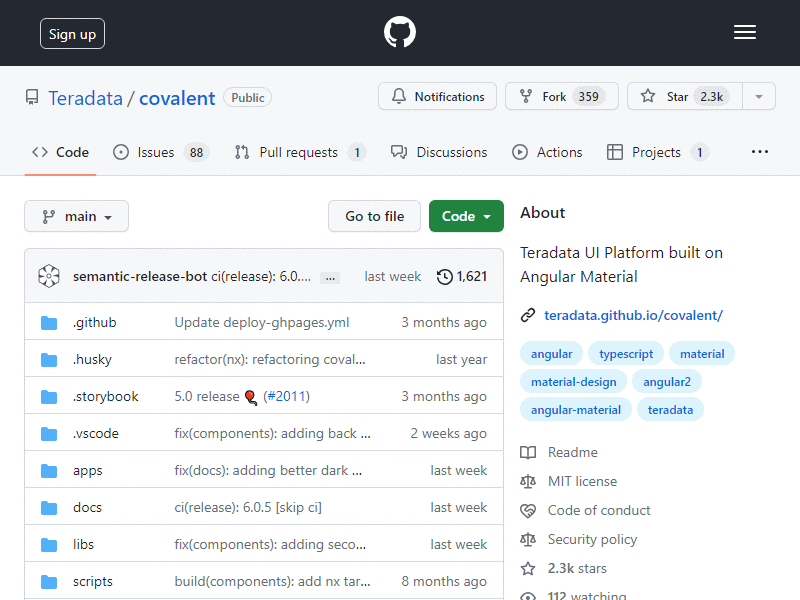 Sign up
Teradata / covalent Public
Notifications
Fork 359
Star 2.3k
Code
Issues 88
Pull requests 1
Discussions
Actions
Projects 1
main
Go to file
Code
semantic-release-bot ci(release): 6.0.... ... last week 1,621
.github Update deploy-ghpages.yml 3 months ago
.husky refactor(nx): refactoring coval... last year
.storybook 5.0 release (#2011) 3 months ago
.vscode fix(components): adding back ... 2 weeks ago
apps fix(docs): adding better dark ... last week
docs ci(release): 6.0.5 [skip ci] last week
libs fix(components): adding seco... last week
scripts build(components): add nx tar... 8 months ago
About
Teradata UI Platform built on
Angular Material
teradata.github.io/covalent/
angular typescript material
material-design angular2
angular-material teradata
Readme
MIT license
Code of conduct
Security policy
2.3k stars
112 watching